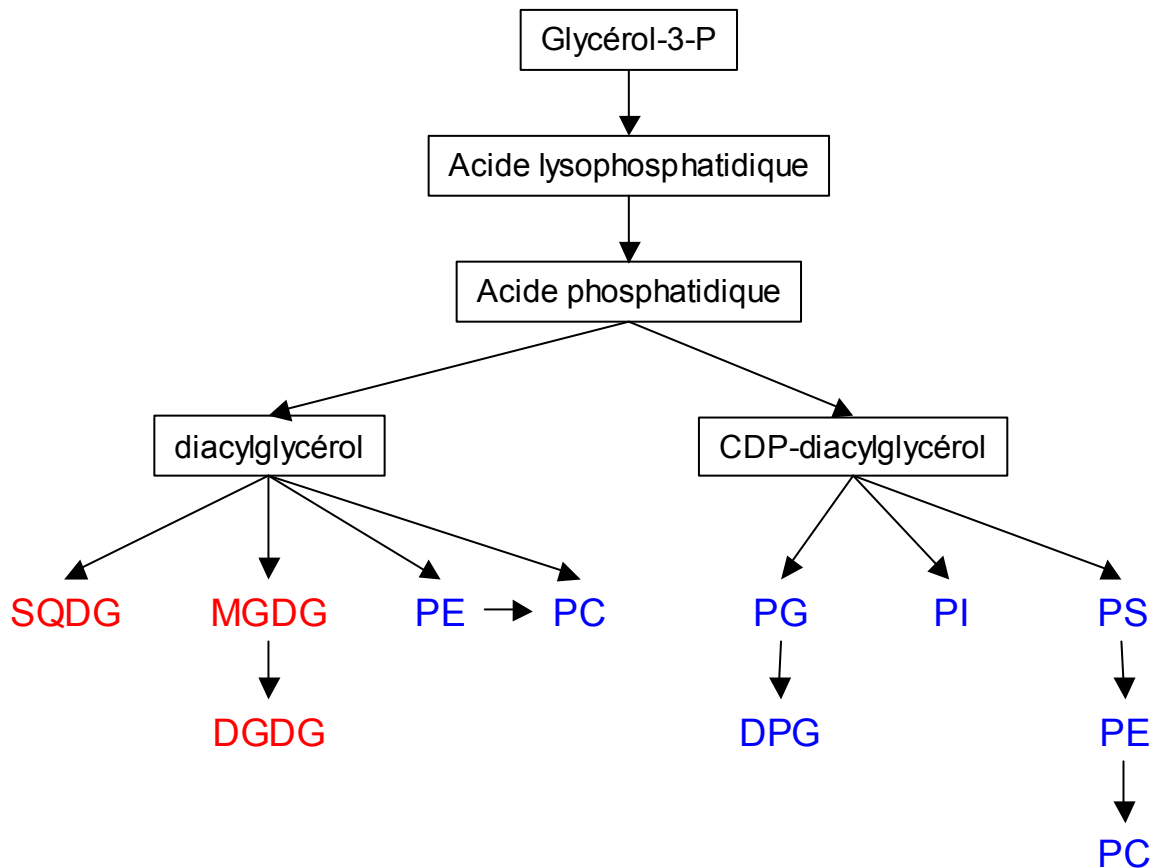 Glycérol-3-P
Acide lysophosphatidique
Acide phosphatidique
diacylglycérol
CDP-diacylglycérol
SQDG
MGDG
PE
PC
PG
PI
PS
DGDG
DPG
PE
PC